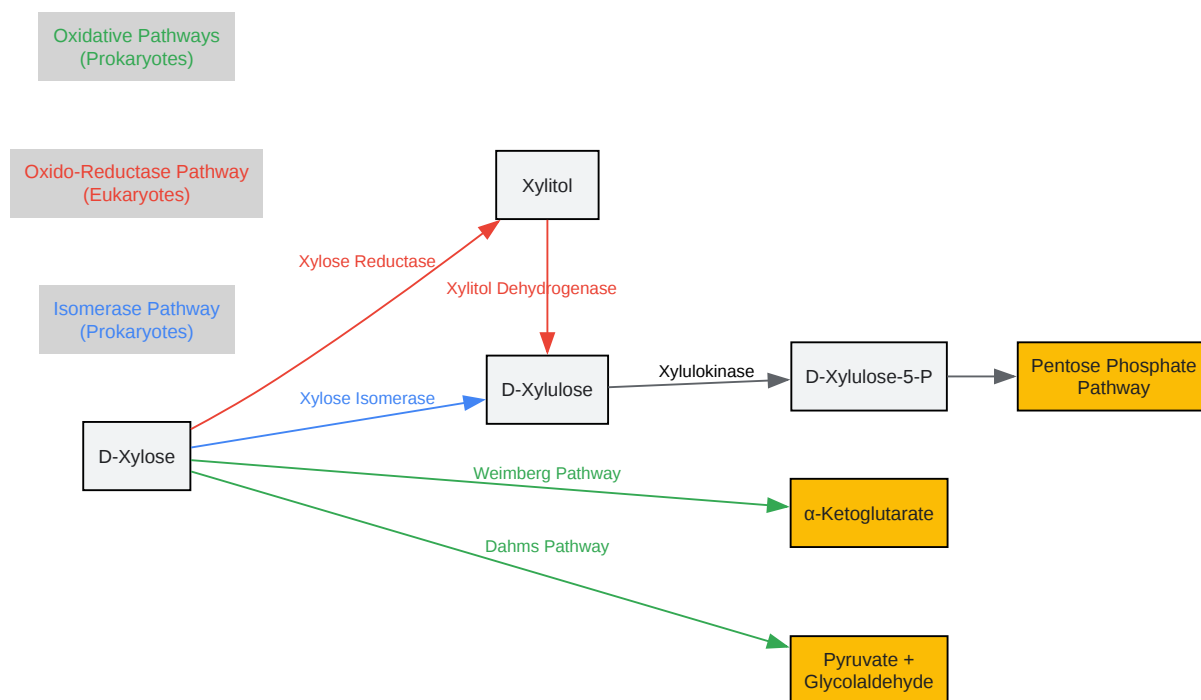 Oxidative Pathways
(Prokaryotes)
Oxido-Reductase Pathway
(Eukaryotes)
Xylitol
Xylose Reductase
Xylitol Dehydrogenase
Isomerase Pathway
(Prokaryotes)
Xylose Isomerase
D-Xylulose
Xylulokinase
D-Xylulose-5-P
Pentose Phosphate
Pathway
D-Xylose
Weimberg Pathway
α-Ketoglutarate
Dahms Pathway
Pyruvate +
Glycolaldehyde